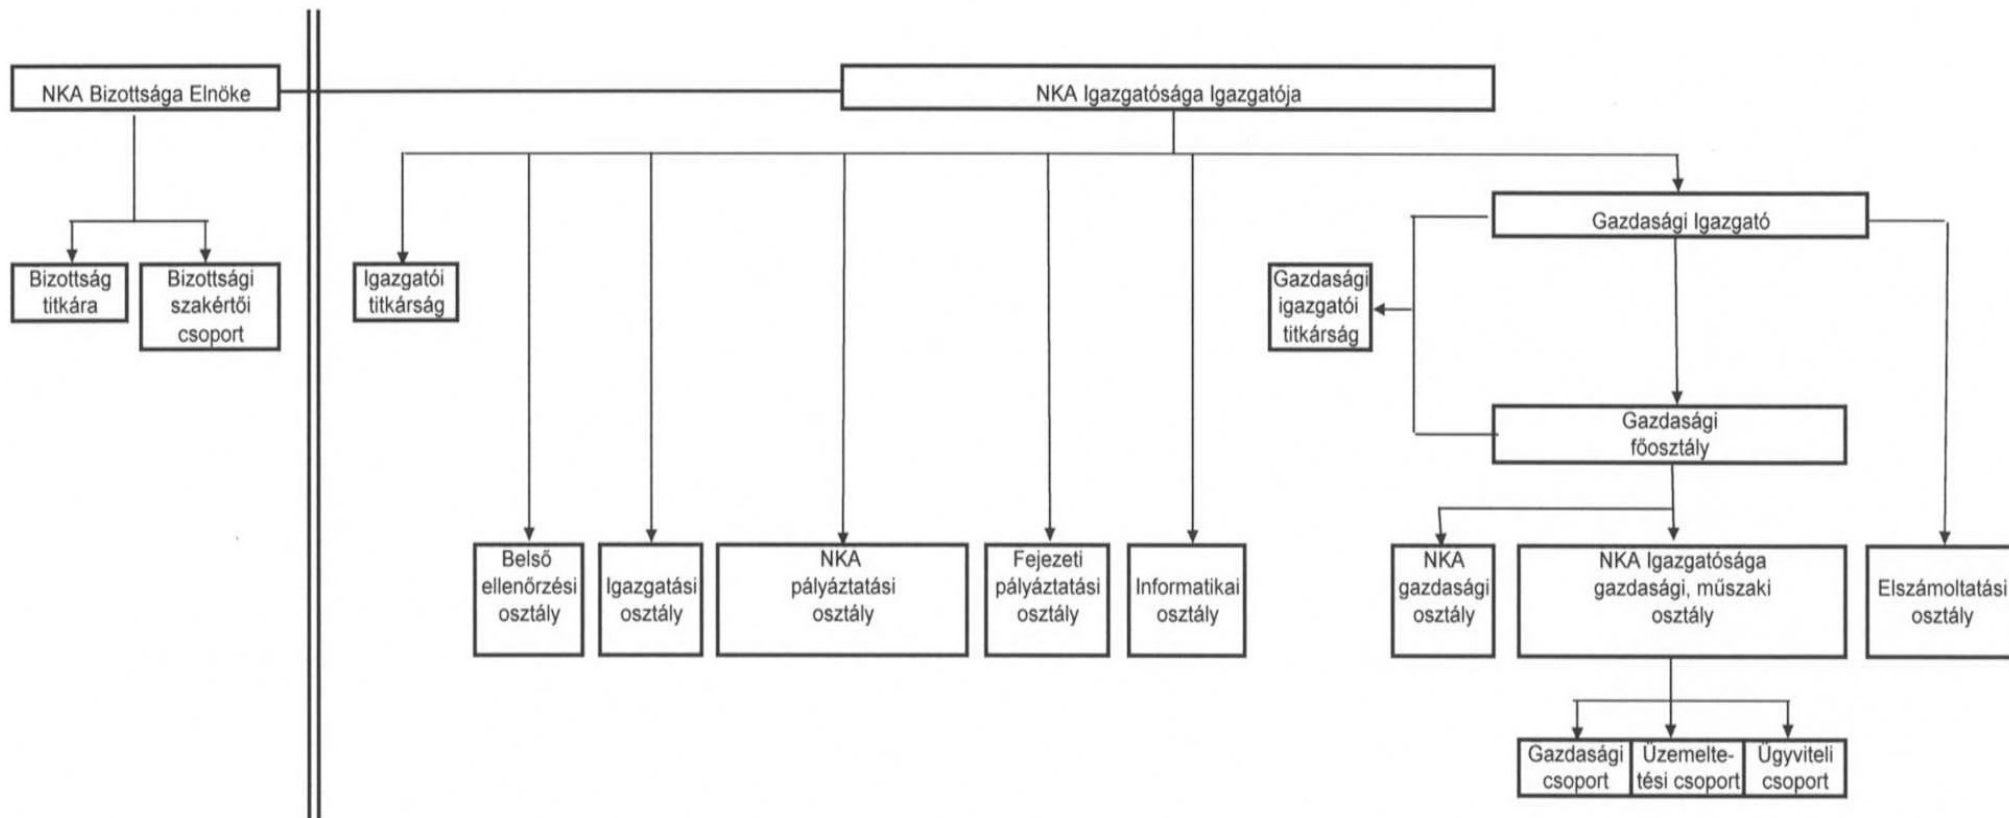 NKA Bizottsága Elnöke
NKA Igazgatósága Igazgatója
Gazdasági Igazgató
Bizottság
titkára
Bizottsági
szakértői
csoport
Igazgatói
titkárság
Gazdasági
igazgatói
titkárság
Gazdasági
főosztály
Belső
ellenőrzési
osztály
Igazgatási
osztály
NKA
pályáztatási
osztály
Fejezeti
pályáztatási
osztály
Informatikai
osztály
NKA
gazdasági
osztály
NKA Igazgatósága
gazdasági, műszaki
osztály
Elszámoltatási
osztály
Gazdasági
csoport
Üzemelte-
tési csoport
Ügyviteli
csoport